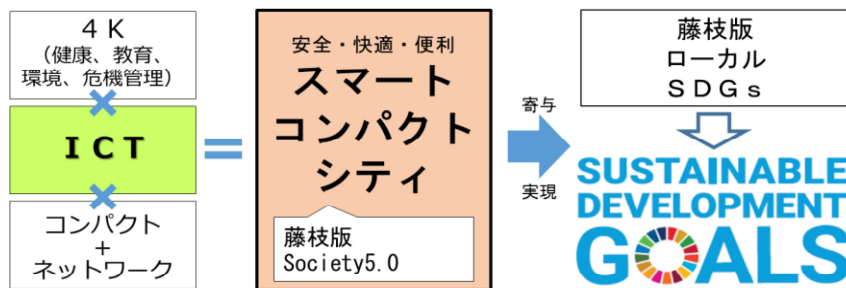 ４Ｋ
（健康、教育、
環境、危機管理）
ＩＣＴ
コンパクト
＋
ネットワーク
＝
安全・快適・便利
スマート
コンパクト
シティ
藤枝版
Society5.0
寄与
実現
藤枝版
ローカル
ＳＤＧｓ
SUSTAINABLE
DEVELOPMENT
GOALS